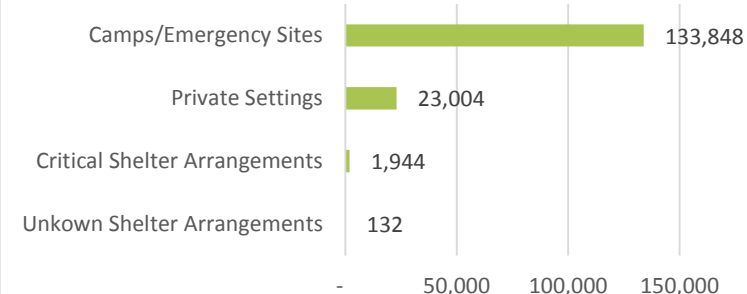 Camps/Emergency Sites 133,848
Private Settings 23,004
Critical Shelter Arrangements 1,944
Unkown Shelter Arrangements 132
- 50,000 100,000 150,000